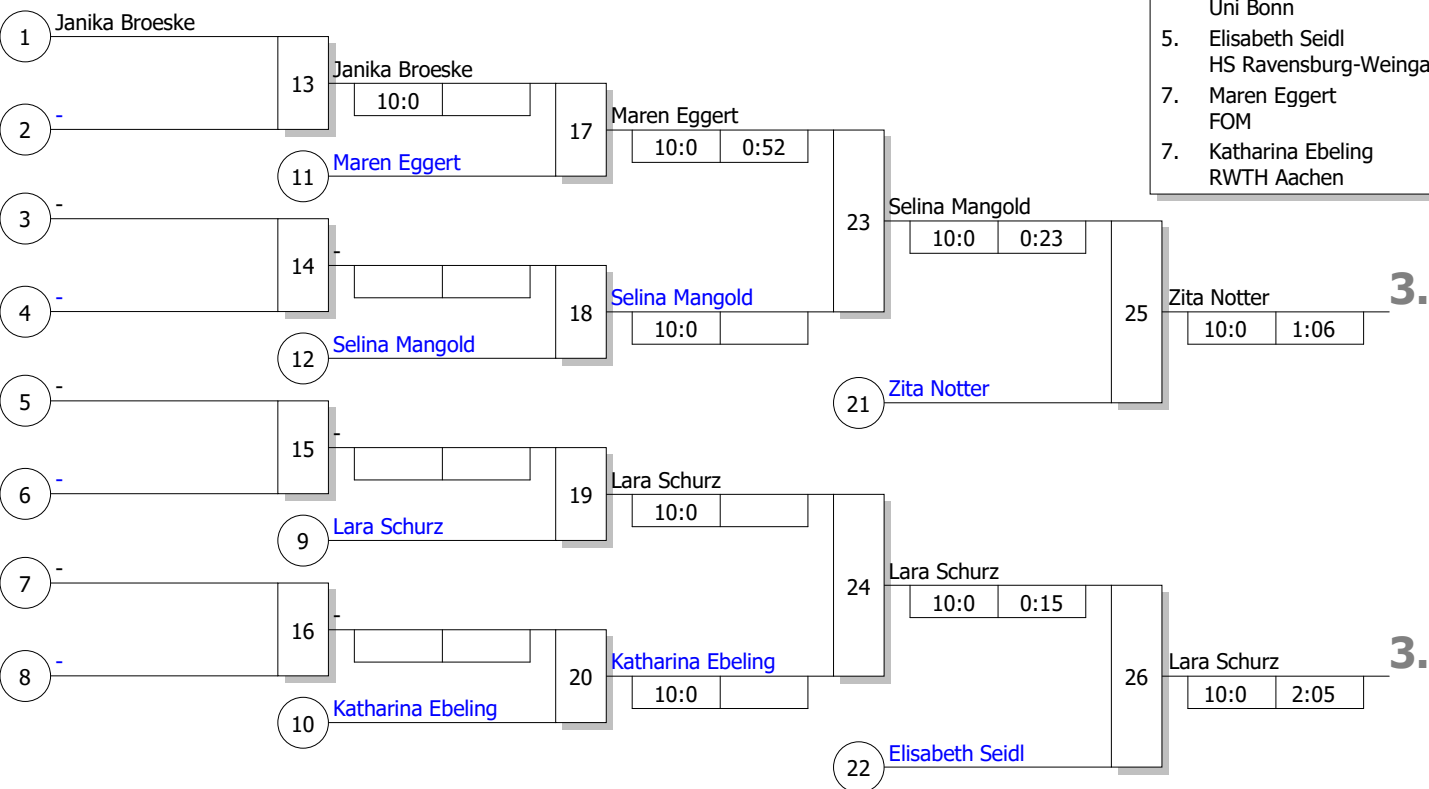 Uni Bonn
5. Elisabeth Seidl
HS Ravensburg-Weinga
7. Maren Eggert
FOM
7. Katharina Ebeling
RWTH Aachen
1 Janika Broeske
2 -
13 Janika Broeske
10:0
11 Maren Eggert
17 Maren Eggert
10:0 0:52
3 -
4 -
14 -
12 Selina Mangold
18 Selina Mangold
10:0
23 Selina Mangold
10:0 0:23
21 Zita Notter
25 Zita Notter 3.
10:0 1:06
5 -
6 -
15 -
9 Lara Schurz
19 Lara Schurz
10:0
7 -
8 -
16 -
10 Katharina Ebeling
20 Katharina Ebeling
10:0
24 Lara Schurz
10:0 0:15
22 Elisabeth Seidl
26 Lara Schurz 3.
10:0 2:05